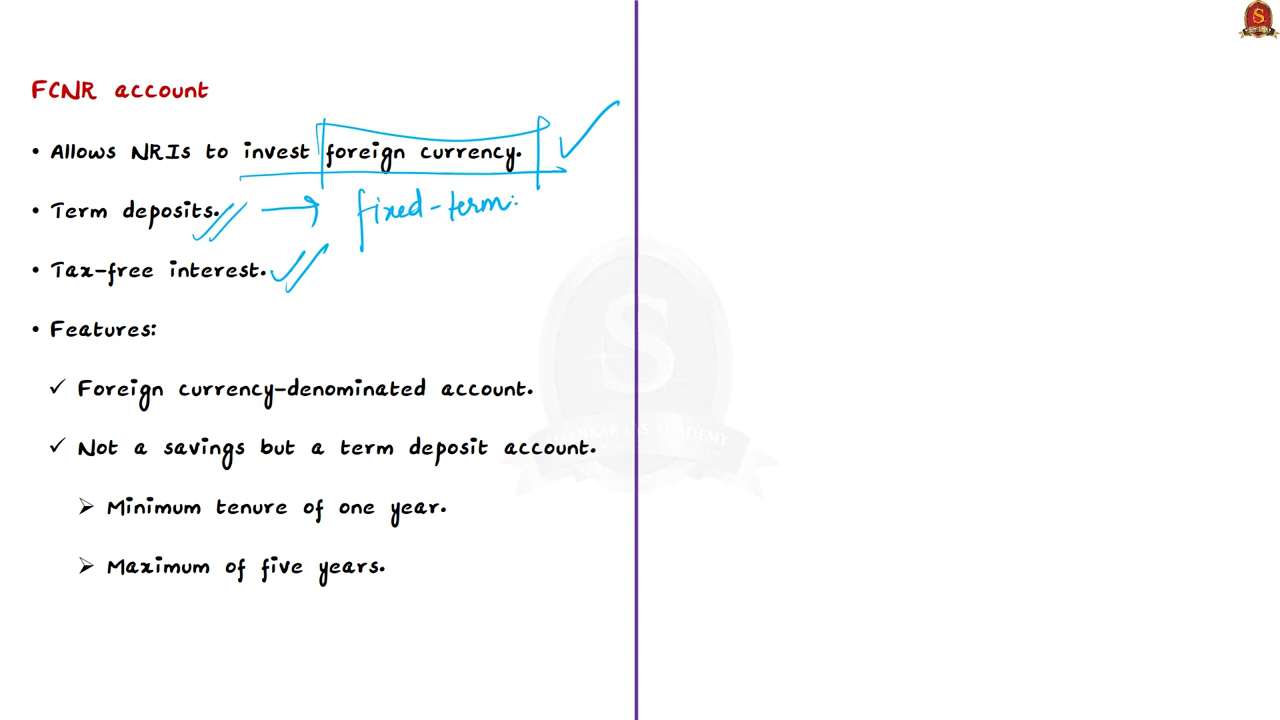 FCNR account
• Allows NRIs to invest foreign currency.
• Term deposits. → fixed-term:
• Tax-free interest.
• Features:
✓ Foreign currency-denominated account.
✓ Not a savings but a term deposit account.
➢ Minimum tenure of one year.
➢ Maximum of five years.
S
S